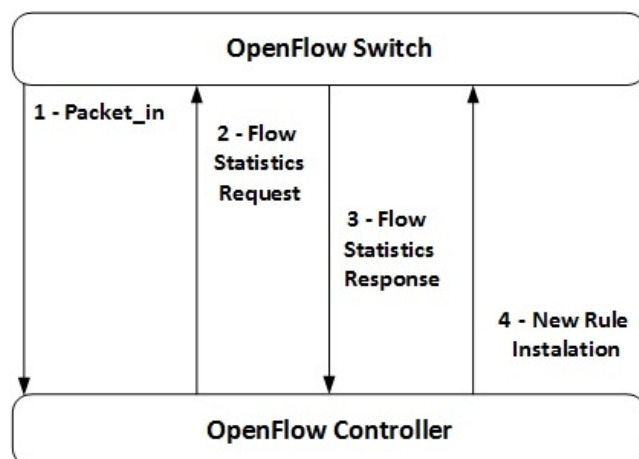 OpenFlow Switch
1 - Packet_in
2 - Flow
Statistics
Request
3 - Flow
Statistics
Response
4 - New Rule
Instalation
OpenFlow Controller